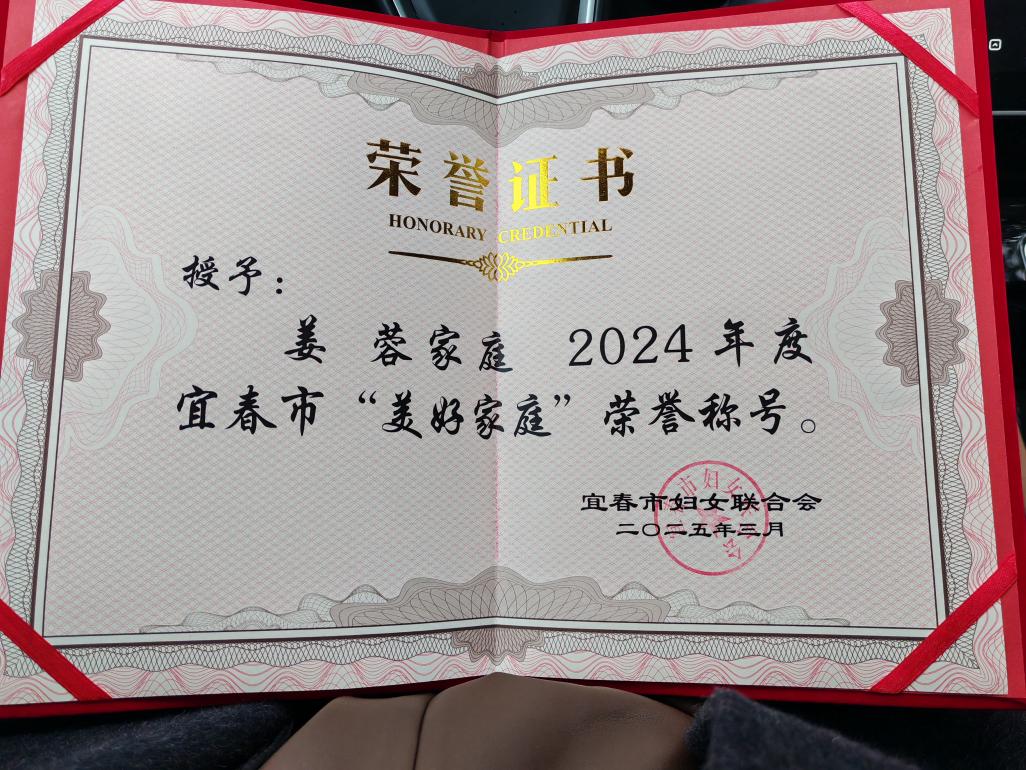 荣誉证书
HONORARY CREDENTIAL
授予：
姜 蓉家庭 2024年度
宜春市“美好家庭”荣誉称号。
宜春市妇女联合会
二〇二五年三月